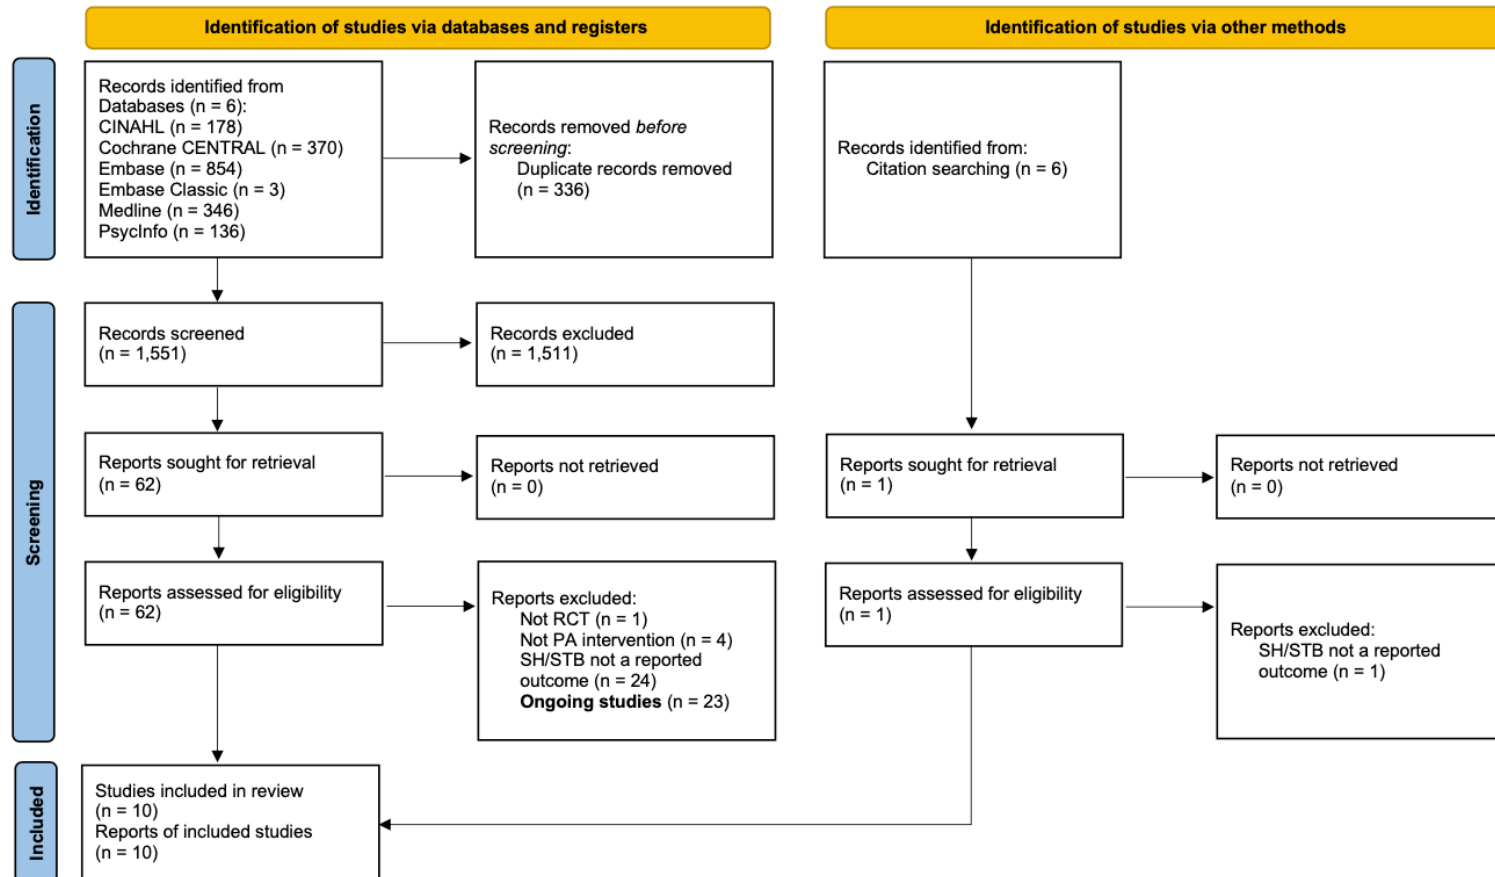 Identification of studies via databases and registers
Identification of studies via other methods
Identification
Records identified from
Databases (n = 6):
CINAHL (n = 178)
Cochrane CENTRAL (n = 370)
Embase (n = 854)
Embase Classic (n = 3)
Medline (n = 346)
PsycInfo (n = 136)
Records removed before
screening:
Duplicate records removed
(n = 336)
Records identified from:
Citation searching (n = 6)
Screening
Records screened
(n = 1,551)
Records excluded
(n = 1,511)
Reports sought for retrieval
(n = 62)
Reports not retrieved
(n = 0)
Reports sought for retrieval
(n = 1)
Reports not retrieved
(n = 0)
Reports assessed for eligibility
(n = 62)
Reports excluded:
Not RCT (n = 1)
Not PA intervention (n = 4)
SH/STB not a reported
outcome (n = 24)
Ongoing studies (n = 23)
Reports assessed for eligibility
(n = 1)
Reports excluded:
SH/STB not a reported
outcome (n = 1)
Included
Studies included in review
(n = 10)
Reports of included studies
(n = 10)